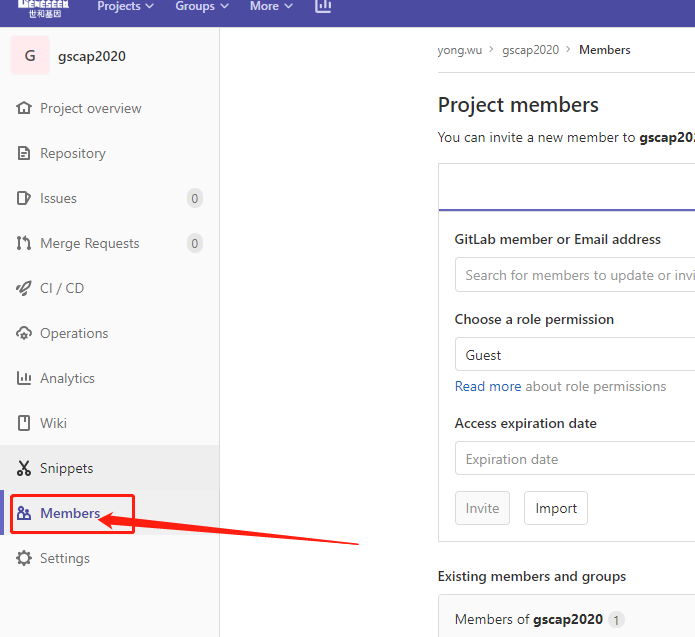 GENESEEQ
世和基因
Projects
Groups
More
G
gscap2020
Project overview
Repository
Issues
0
Merge Requests
0
CI / CD
Operations
Analytics
Wiki
Snippets
Members
Settings
yong.wu > gscap2020 > Members
Project members
You can invite a new member to gscap202
GitLab member or Email address
Search for members to update or invi
Choose a role permission
Guest
Read more about role permissions
Access expiration date
Expiration date
Invite
Import
Existing members and groups
Members of gscap2020 1